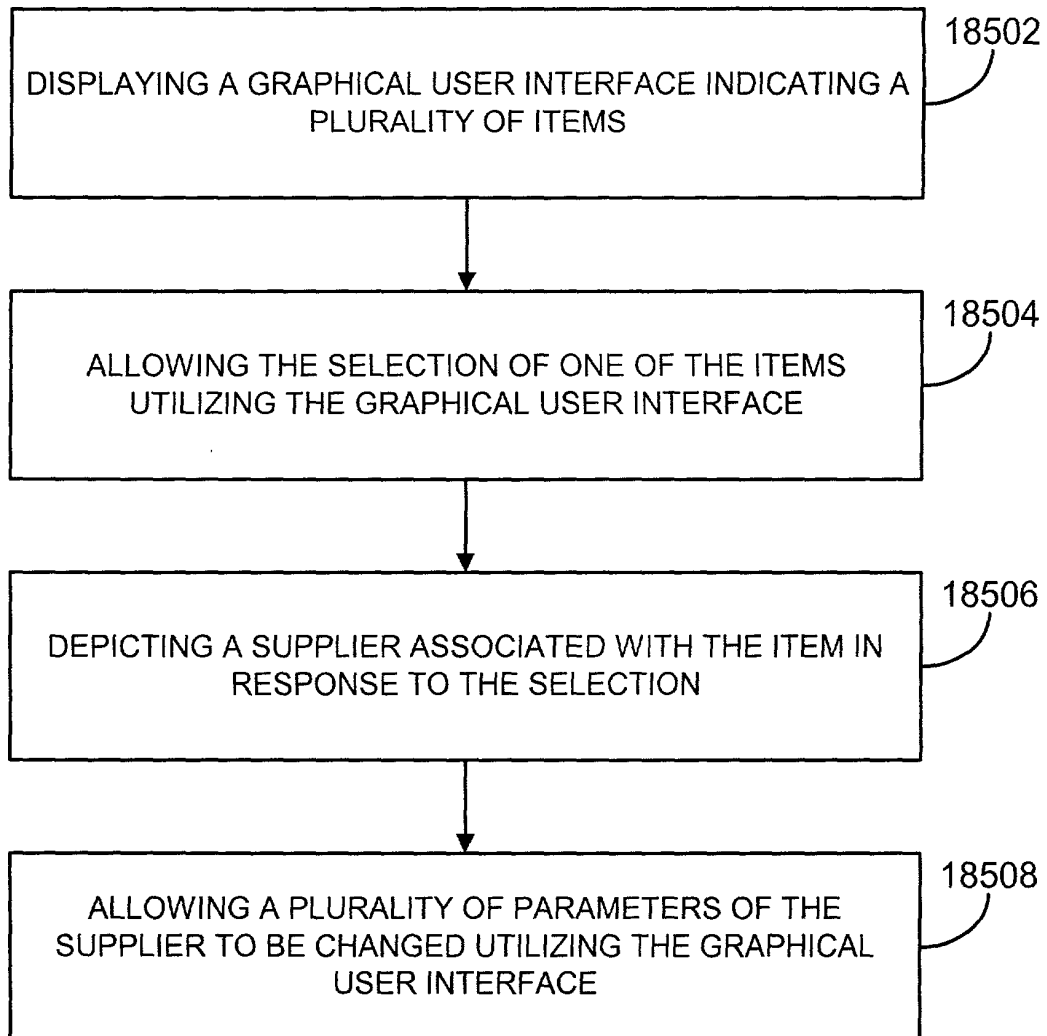 18502
DISPLAYING A GRAPHICAL USER INTERFACE INDICATING A
PLURALITY OF ITEMS
18504
ALLOWING THE SELECTION OF ONE OF THE ITEMS
UTILIZING THE GRAPHICAL USER INTERFACE
18506
DEPICTING A SUPPLIER ASSOCIATED WITH THE ITEM IN
RESPONSE TO THE SELECTION
18508
ALLOWING A PLURALITY OF PARAMETERS OF THE
SUPPLIER TO BE CHANGED UTILIZING THE GRAPHICAL
USER INTERFACE